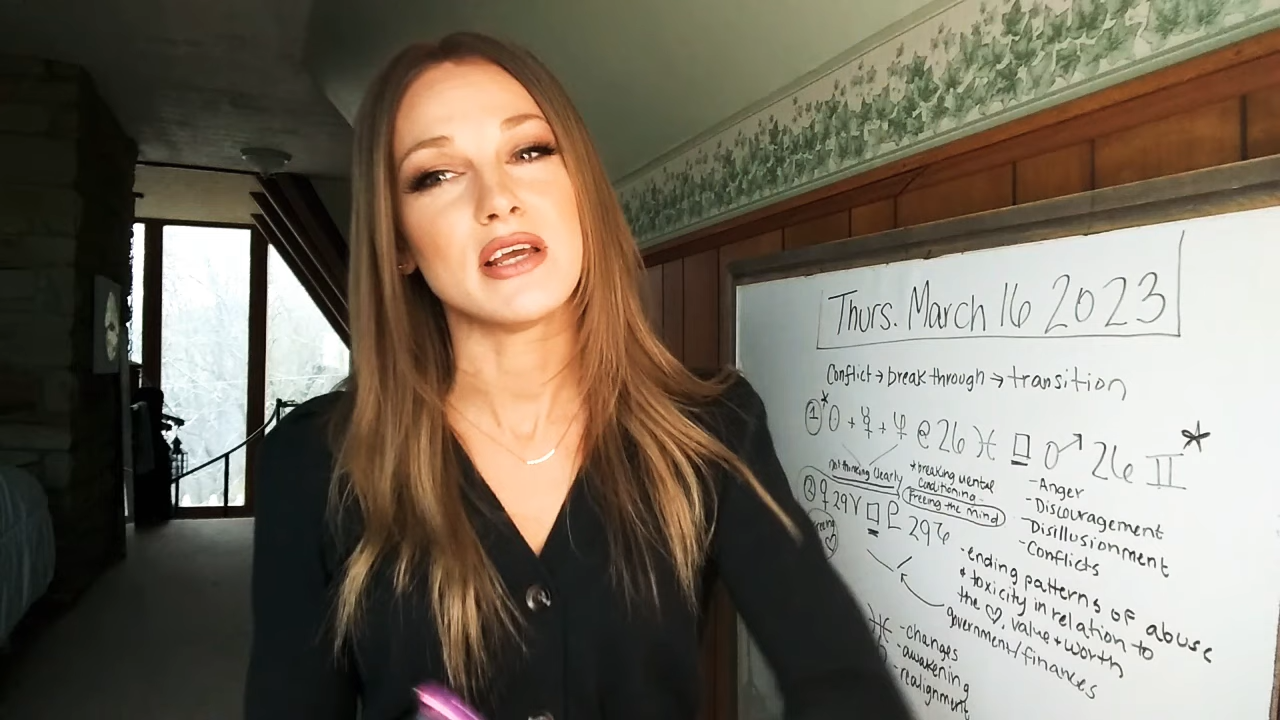 Thurs. March 16 2023
Conflict → break through → transition
① *☉ + ☿ + ♆ @ 26 ♓ □ ♂ 26 ♊ *
not thinking clearly
*breaking mental conditioning-
Freeing the mind
- Anger
- Discouragement
- Disillusionment
- Conflicts
② ♀ 29♈ □ ♇ 29♑
freeing
♡
-ending patterns of abuse
& toxicity in relation to
the ♡, value + worth
government/finances
♓ -changes
-awakening
-realignment